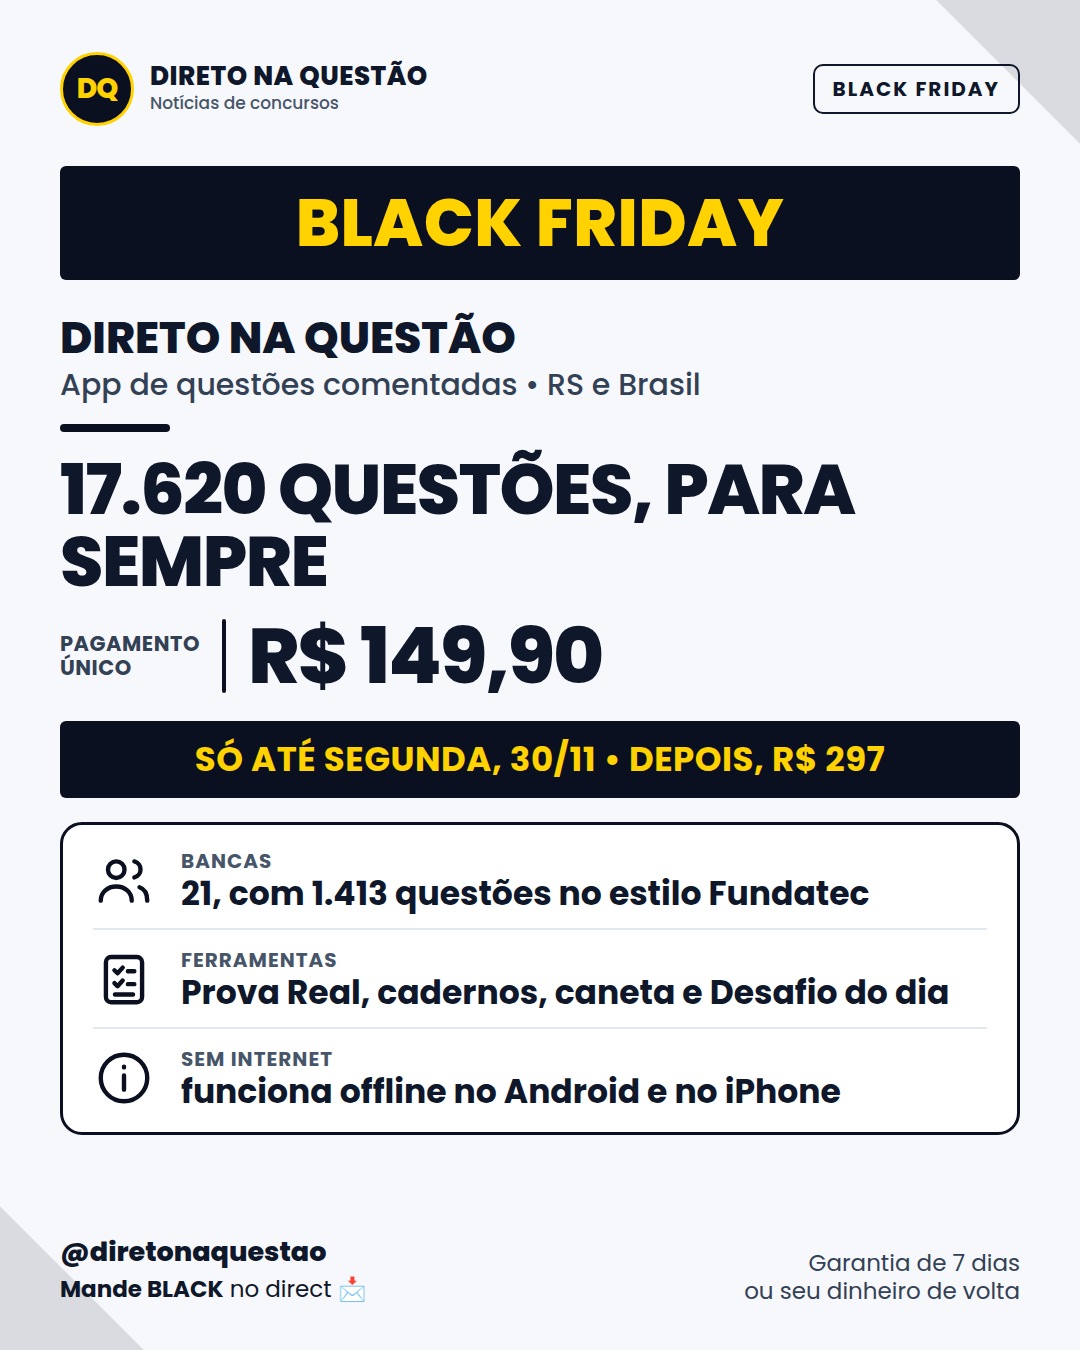 DQ
DIRETO NA QUESTÃO
Notícias de concursos
BLACK FRIDAY
BLACK FRIDAY
DIRETO NA QUESTÃO
App de questões comentadas • RS e Brasil
17.620 QUESTÕES, PARA
SEMPRE
PAGAMENTO
ÚNICO
R$ 149,90
SÓ ATÉ SEGUNDA, 30/11 • DEPOIS, R$ 297
BANCAS
21, com 1.413 questões no estilo Fundatec
FERRAMENTAS
Prova Real, cadernos, caneta e Desafio do dia
SEM INTERNET
funciona offline no Android e no iPhone
@diretonaquestao
Mande BLACK no direct 📩
Garantia de 7 dias
ou seu dinheiro de volta